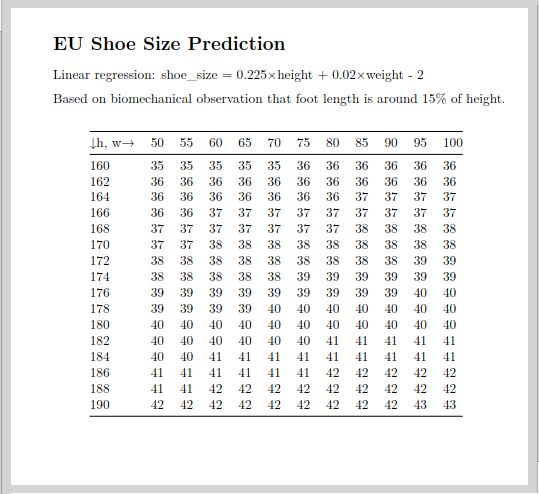 EU Shoe Size Prediction
Linear regression: shoe_size = 0.225×height + 0.02×weight - 2
Based on biomechanical observation that foot length is around 15% of height.
↓h, w→ 50 55 60 65 70 75 80 85 90 95 100
160 35 35 35 35 35 36 36 36 36 36 36
162 36 36 36 36 36 36 36 36 36 36 36
164 36 36 36 36 36 36 36 37 37 37 37
166 36 36 37 37 37 37 37 37 37 37 37
168 37 37 37 37 37 37 37 38 38 38 38
170 37 37 38 38 38 38 38 38 38 38 38
172 38 38 38 38 38 38 38 38 38 39 39
174 38 38 38 38 38 39 39 39 39 39 39
176 39 39 39 39 39 39 39 39 39 40 40
178 39 39 39 39 40 40 40 40 40 40 40
180 40 40 40 40 40 40 40 40 40 40 40
182 40 40 40 40 40 40 41 41 41 41 41
184 40 40 41 41 41 41 41 41 41 41 41
186 41 41 41 41 41 41 42 42 42 42 42
188 41 41 42 42 42 42 42 42 42 42 42
190 42 42 42 42 42 42 42 42 42 43 43